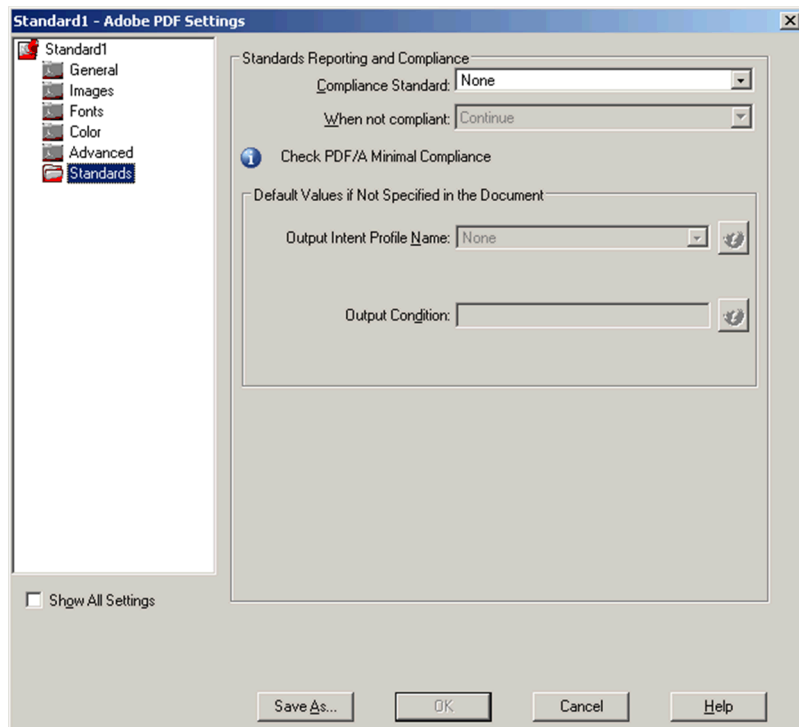 Standard1 - Adobe PDF Settings
Standard1
General
Images
Fonts
Color
Advanced
Standards
Show All Settings
Standards Reporting and Compliance
Compliance Standard: None
When not compliant: Continue
Check PDF/A Minimal Compliance
Default Values if Not Specified in the Document
Output Intent Profile Name: None
Output Condition:
Save As...
OK
Cancel
Help